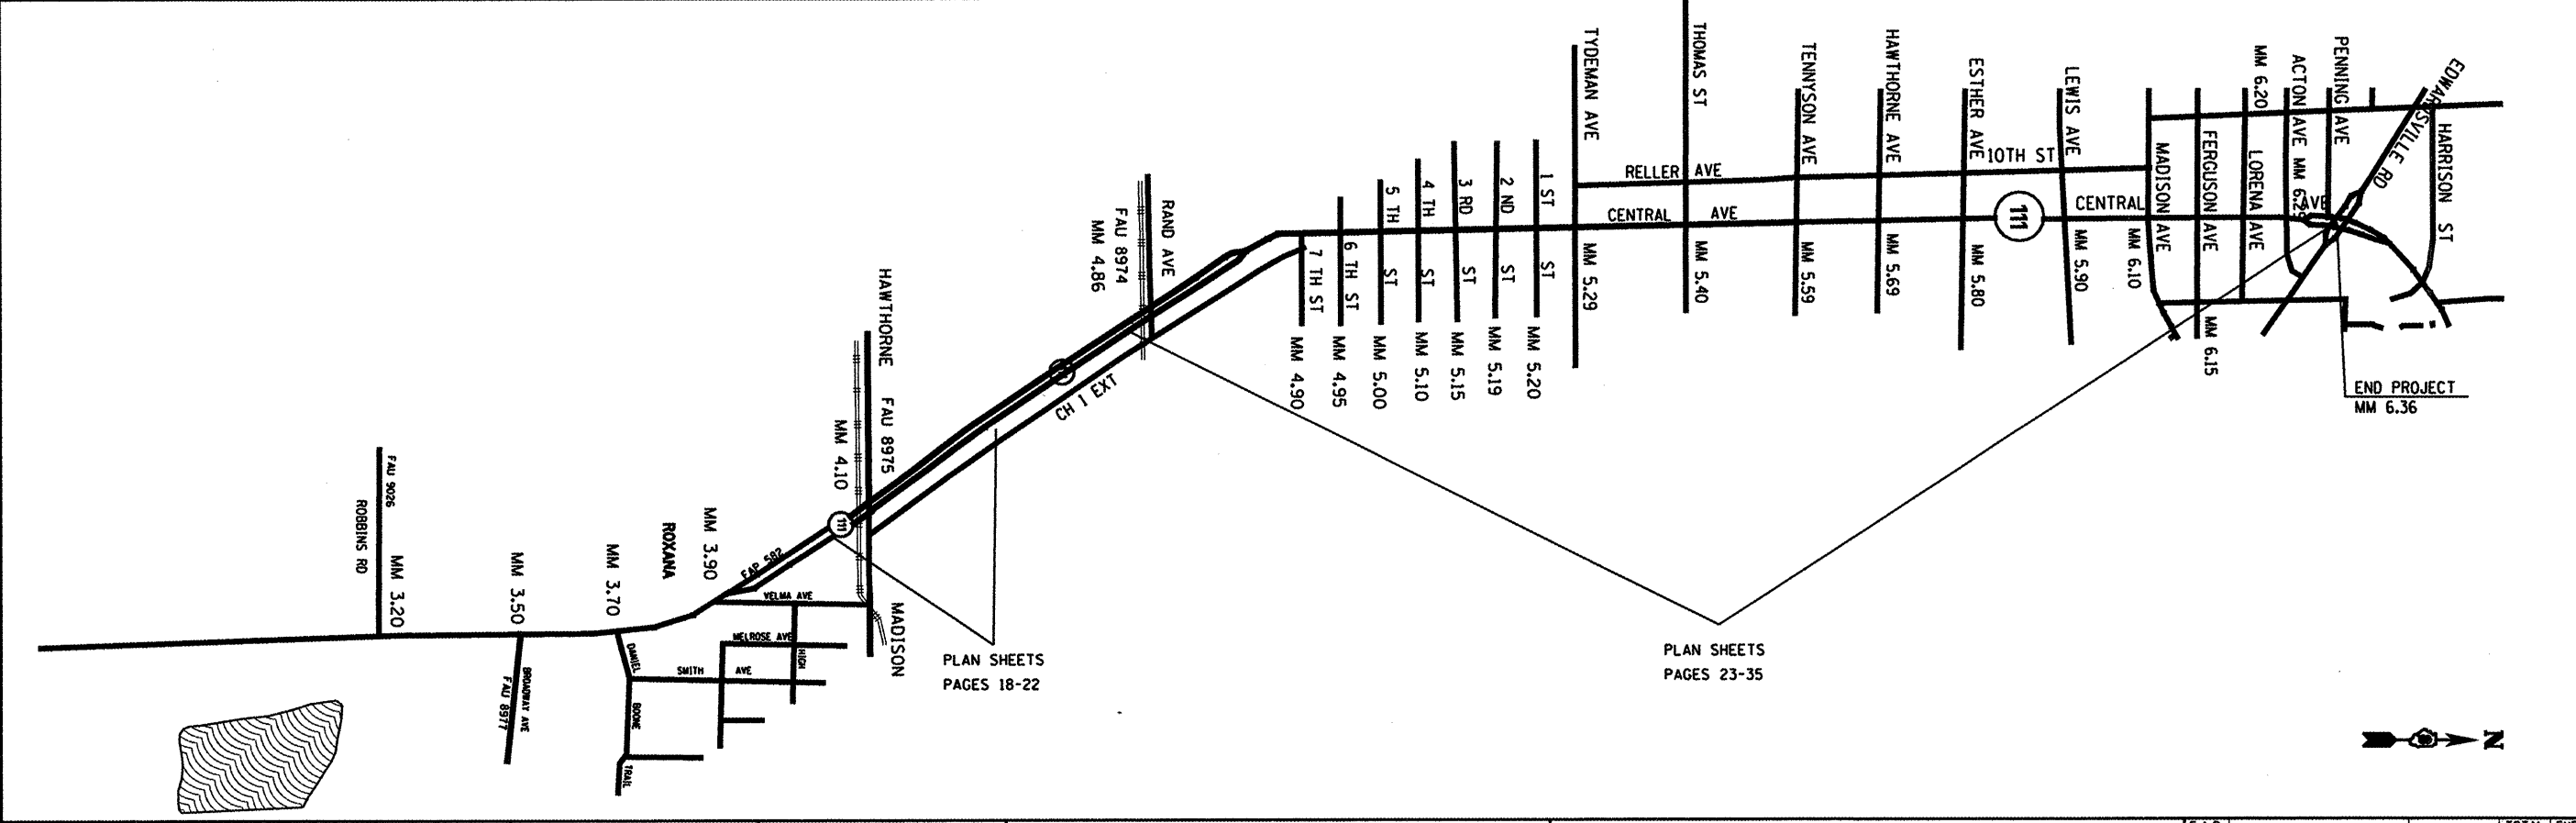 FAU 9026
ROBBINS RD
MM 3.20
MM 3.50
BROADWAY AVE
FAU 8977
MM 3.70
DANIEL
BOONE
TRAIL
ROXANA
MM 3.90
FAP 582
VELMA AVE
MELROSE AVE
HIGH
SMITH AVE
HAWTHORNE FAU 8975
MM 4.10
111
MADISON
PLAN SHEETS
PAGES 18-22
CH 1 EXT
RAND AVE
FAU 8974
MM 4.86
7 TH ST
MM 4.90
6 TH ST
MM 4.95
5 TH ST
MM 5.00
4 TH ST
MM 5.10
3 RD ST
MM 5.15
2 ND ST
MM 5.19
1 ST ST
MM 5.20
TYDEMAN AVE
MM 5.29
RELLER AVE
CENTRAL AVE
THOMAS ST
MM 5.40
TENNYSON AVE
MM 5.59
HAWTHORNE AVE
MM 5.69
ESTHER AVE
MM 5.80
10TH ST
111
LEWIS AVE
MM 5.90
CENTRAL AVE
MADISON AVE
MM 6.10
FERGUSON AVE
MM 6.15
LORENA AVE
MM 6.20
ACTON AVE
PENNING AVE
EDWARDSVILLE RD
HARRISON ST
END PROJECT
MM 6.36
PLAN SHEETS
PAGES 23-35
N